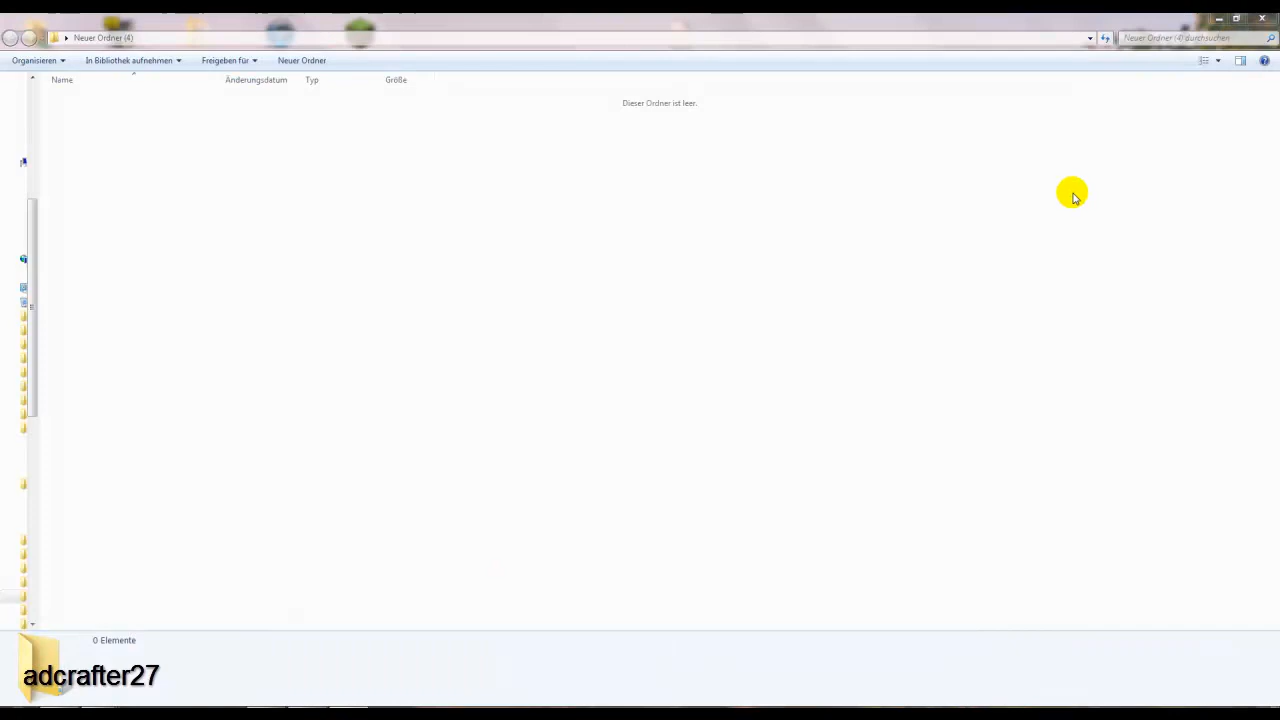 Neuer Ordner (4)
Neuer Ordner (4) durchsuchen
Organisieren
In Bibliothek aufnehmen
Freigeben für
Neuer Ordner
Name
Änderungsdatum
Typ
Größe
Dieser Ordner ist leer.
0 Elemente
adcrafter27